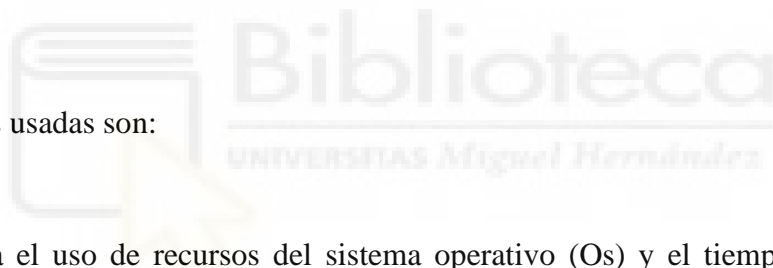 Biblioteca
usadas son:
UNIVERSITAS Miguel Hernández
el uso de recursos del sistema operativo (Os) y el tiemp